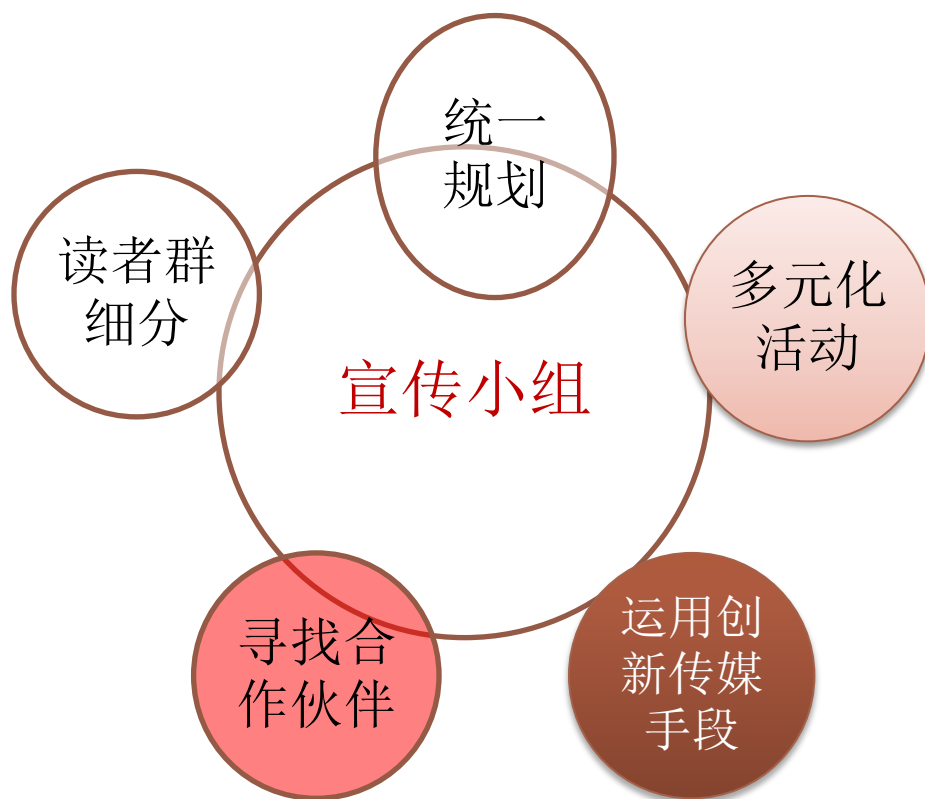 统一
规划
读者群
细分
多元化
活动
宣传小组
寻找合
作伙伴
运用创
新传媒
手段